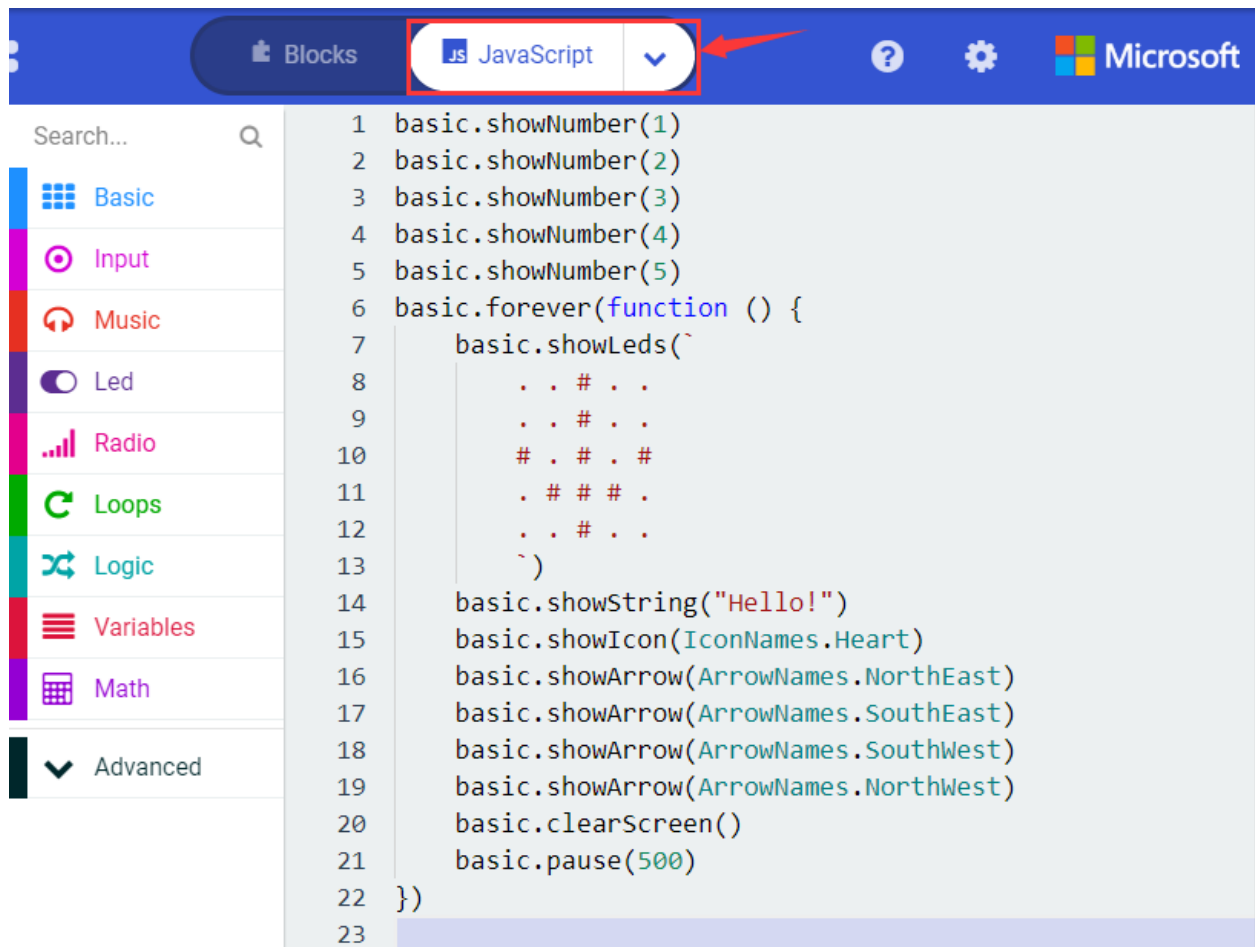 Blocks
JS JavaScript
Microsoft
Search...
Basic
Input
Music
Led
Radio
Loops
Logic
Variables
Math
Advanced
1 basic.showNumber(1)
2 basic.showNumber(2)
3 basic.showNumber(3)
4 basic.showNumber(4)
5 basic.showNumber(5)
6 basic.forever(function () {
7     basic.showLeds(`
8         . . # . .
9         . . # . .
10         # . # . #
11         . # # # .
12         . . # . .
13         `)
14     basic.showString("Hello!")
15     basic.showIcon(IconNames.Heart)
16     basic.showArrow(ArrowNames.NorthEast)
17     basic.showArrow(ArrowNames.SouthEast)
18     basic.showArrow(ArrowNames.SouthWest)
19     basic.showArrow(ArrowNames.NorthWest)
20     basic.clearScreen()
21     basic.pause(500)
22 })
23